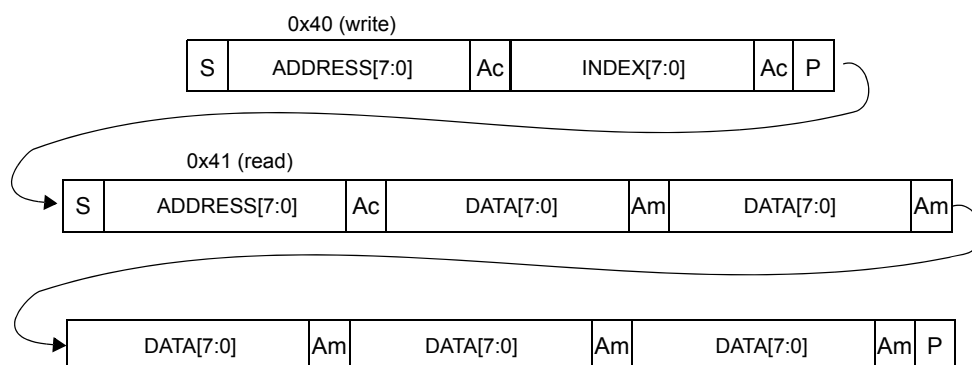 0x40 (write)
S ADDRESS[7:0] Ac INDEX[7:0] Ac P
0x41 (read)
S ADDRESS[7:0] Ac DATA[7:0] Am DATA[7:0] Am
DATA[7:0] Am DATA[7:0] Am DATA[7:0] Am P